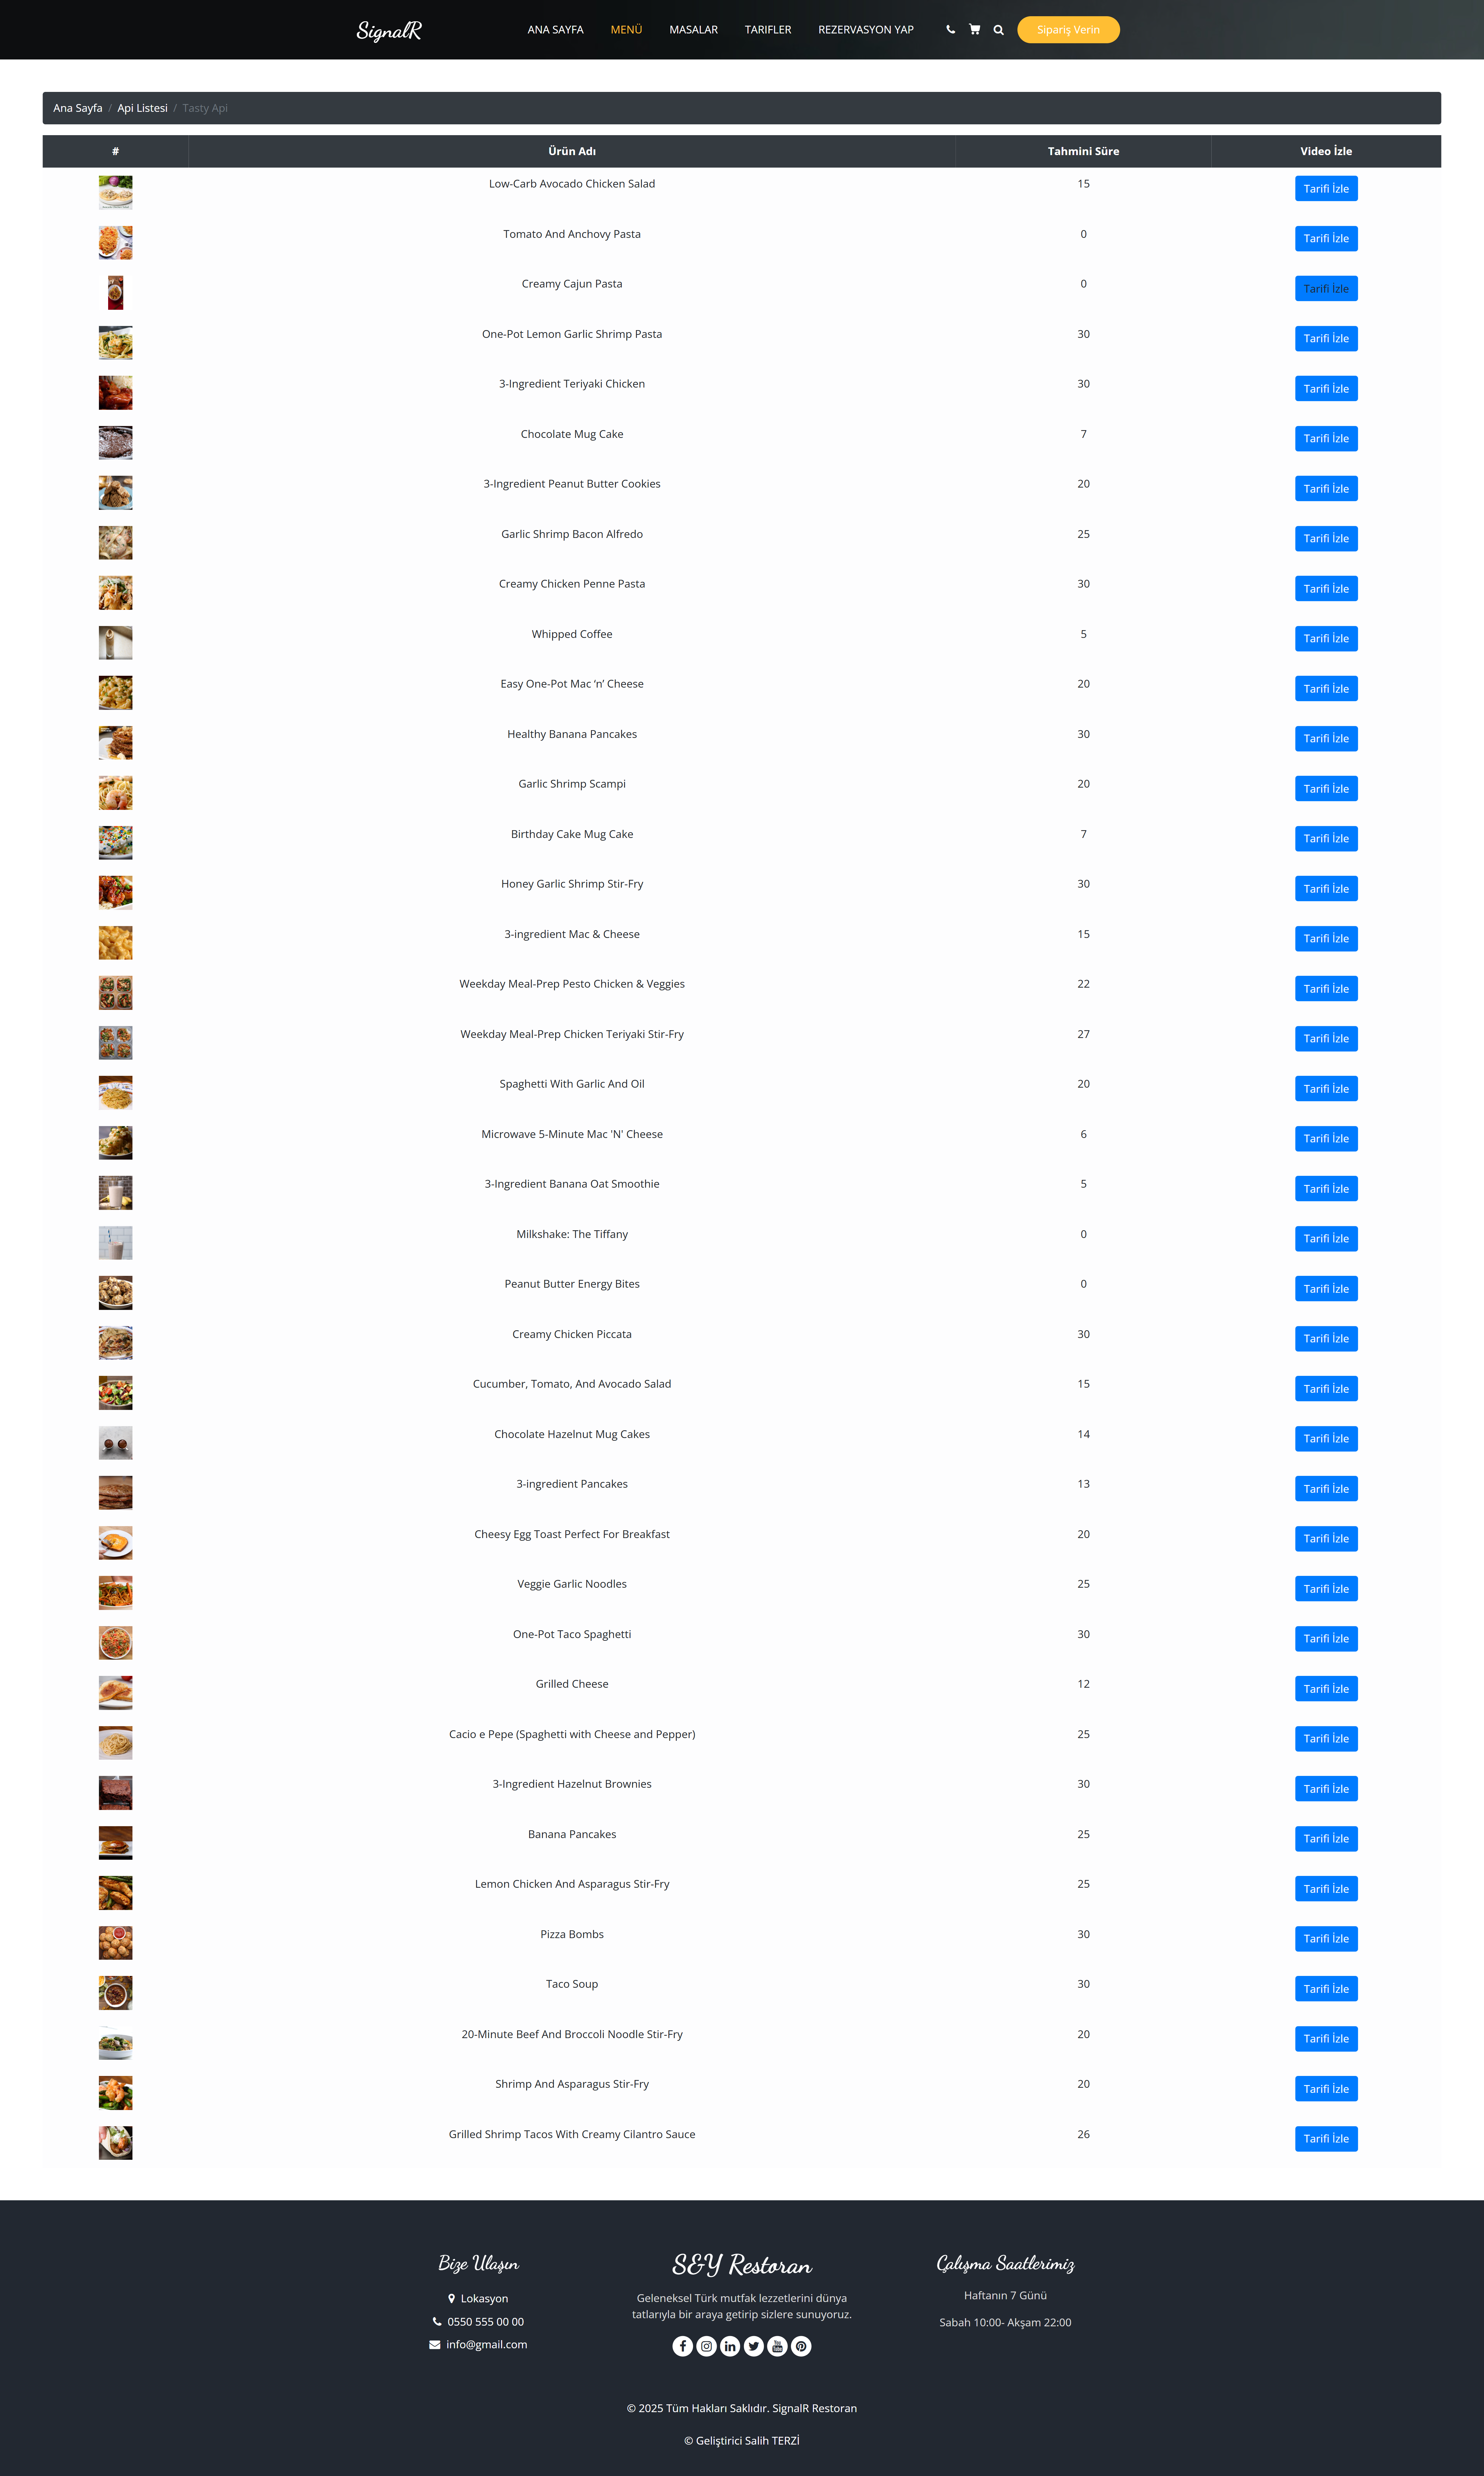 SignalR
ANA SAYFA MENÜ MASALAR TARIFLER REZERVASYON YAP Sipariş Verin
Ana Sayfa / Api Listesi / Tasty Api
# Ürün Adı Tahmini Süre Video İzle
Low-Carb Avocado Chicken Salad 15 Tarifi İzle
Tomato And Anchovy Pasta 0 Tarifi İzle
Creamy Cajun Pasta 0 Tarifi İzle
One-Pot Lemon Garlic Shrimp Pasta 30 Tarifi İzle
3-Ingredient Teriyaki Chicken 30 Tarifi İzle
Chocolate Mug Cake 7 Tarifi İzle
3-Ingredient Peanut Butter Cookies 20 Tarifi İzle
Garlic Shrimp Bacon Alfredo 25 Tarifi İzle
Creamy Chicken Penne Pasta 30 Tarifi İzle
Whipped Coffee 5 Tarifi İzle
Easy One-Pot Mac ‘n’ Cheese 20 Tarifi İzle
Healthy Banana Pancakes 30 Tarifi İzle
Garlic Shrimp Scampi 20 Tarifi İzle
Birthday Cake Mug Cake 7 Tarifi İzle
Honey Garlic Shrimp Stir-Fry 30 Tarifi İzle
3-ingredient Mac & Cheese 15 Tarifi İzle
Weekday Meal-Prep Pesto Chicken & Veggies 22 Tarifi İzle
Weekday Meal-Prep Chicken Teriyaki Stir-Fry 27 Tarifi İzle
Spaghetti With Garlic And Oil 20 Tarifi İzle
Microwave 5-Minute Mac 'N' Cheese 6 Tarifi İzle
3-Ingredient Banana Oat Smoothie 5 Tarifi İzle
Milkshake: The Tiffany 0 Tarifi İzle
Peanut Butter Energy Bites 0 Tarifi İzle
Creamy Chicken Piccata 30 Tarifi İzle
Cucumber, Tomato, And Avocado Salad 15 Tarifi İzle
Chocolate Hazelnut Mug Cakes 14 Tarifi İzle
3-ingredient Pancakes 13 Tarifi İzle
Cheesy Egg Toast Perfect For Breakfast 20 Tarifi İzle
Veggie Garlic Noodles 25 Tarifi İzle
One-Pot Taco Spaghetti 30 Tarifi İzle
Grilled Cheese 12 Tarifi İzle
Cacio e Pepe (Spaghetti with Cheese and Pepper) 25 Tarifi İzle
3-Ingredient Hazelnut Brownies 30 Tarifi İzle
Banana Pancakes 25 Tarifi İzle
Lemon Chicken And Asparagus Stir-Fry 25 Tarifi İzle
Pizza Bombs 30 Tarifi İzle
Taco Soup 30 Tarifi İzle
20-Minute Beef And Broccoli Noodle Stir-Fry 20 Tarifi İzle
Shrimp And Asparagus Stir-Fry 20 Tarifi İzle
Grilled Shrimp Tacos With Creamy Cilantro Sauce 26 Tarifi İzle
Bize Ulaşın
Lokasyon
0550 555 00 00
info@gmail.com
S&Y Restoran
Geleneksel Türk mutfak lezzetlerini dünya
tatlarıyla bir araya getirip sizlere sunuyoruz.
Çalışma Saatlerimiz
Haftanın 7 Günü
Sabah 10:00- Akşam 22:00
© 2025 Tüm Hakları Saklıdır. SignalR Restoran
© Geliştirici Salih TERZİ